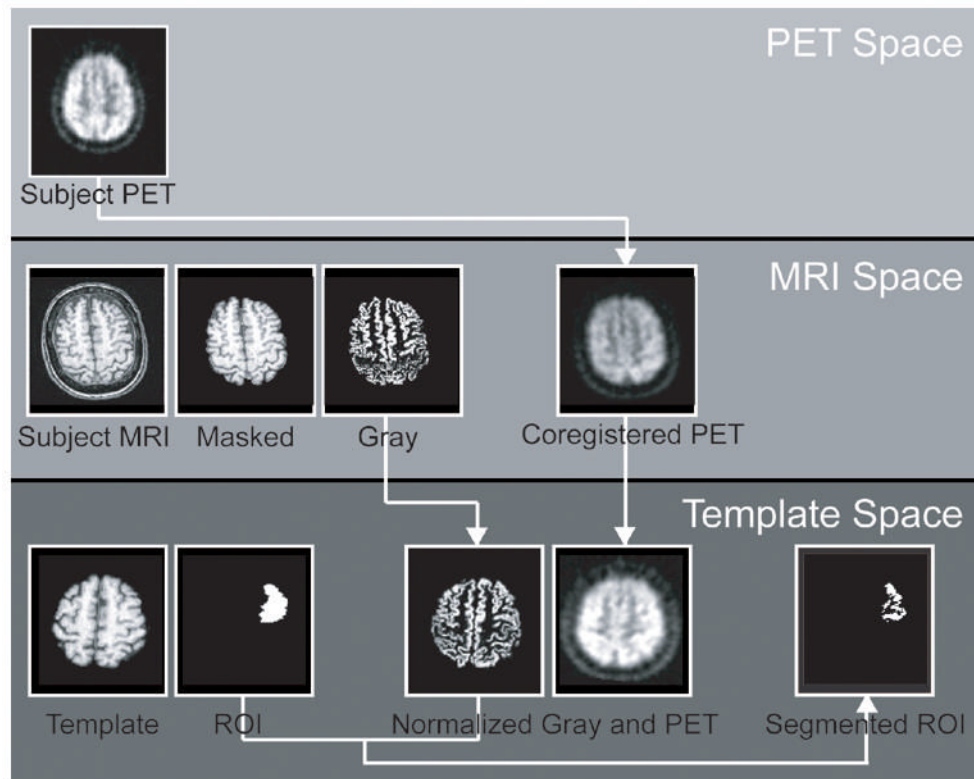 PET Space
Subject PET
MRI Space
Subject MRI
Masked
Gray
Coregistered PET
Template Space
Template
ROI
Normalized Gray and PET
Segmented ROI